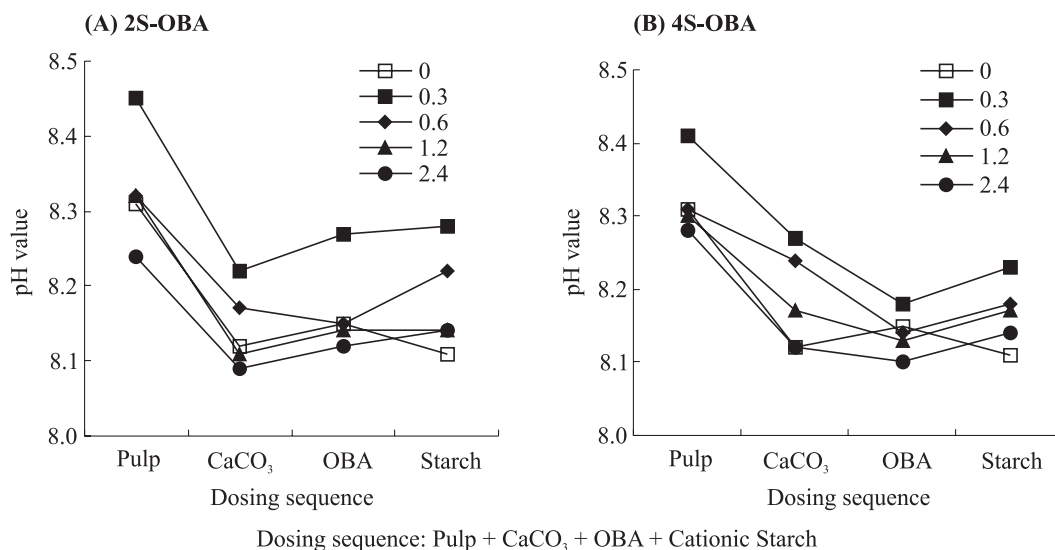 (A) 2S-OBA
8.5
8.4
8.3
8.2
8.1
8.0
pH value
0
0.3
0.6
1.2
2.4
Pulp CaCO₃ OBA Starch
Dosing sequence
(B) 4S-OBA
8.5
8.4
8.3
8.2
8.1
8.0
pH value
0
0.3
0.6
1.2
2.4
Pulp CaCO₃ OBA Starch
Dosing sequence
Dosing sequence: Pulp + CaCO₃ + OBA + Cationic Starch